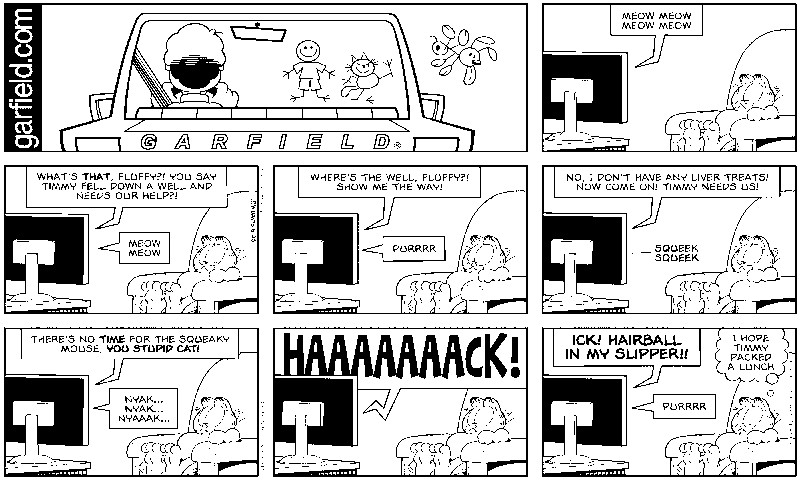 garfield.com
GARFIELD
MEOW MEOW
MEOW MEOW
WHAT'S THAT, FLUFFY?! YOU SAY
TIMMY FELL DOWN A WELL AND
NEEDS OUR HELP?!
MEOW
MEOW
WHERE'S THE WELL, FLUFFY?!
SHOW ME THE WAY!
PURRRR
NO, I DON'T HAVE ANY LIVER TREATS!
NOW COME ON! TIMMY NEEDS US!
SQUEEK
SQUEEK
THERE'S NO TIME FOR THE SQUEAKY
MOUSE, YOU STUPID CAT!
NYAK...
NYAK...
NYAAAK...
HAAAAAAACK!
ICK! HAIRBALL
IN MY SLIPPER!!
PURRRR
I HOPE
TIMMY
PACKED
A LUNCH